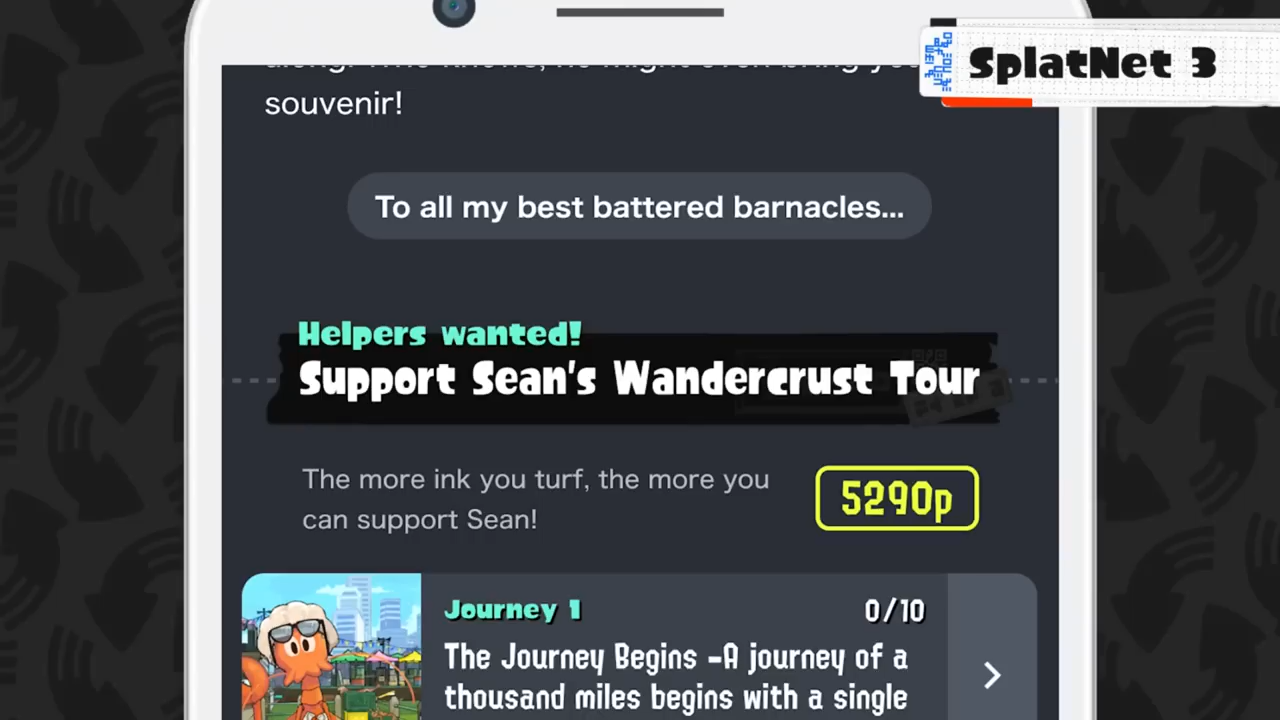 SplatNet 3
souvenir!
To all my best battered barnacles...
Helpers wanted!
Support Sean's Wandercrust Tour
The more ink you turf, the more you
can support Sean!
5290p
Journey 1
0/10
The Journey Begins -A journey of a
thousand miles begins with a single